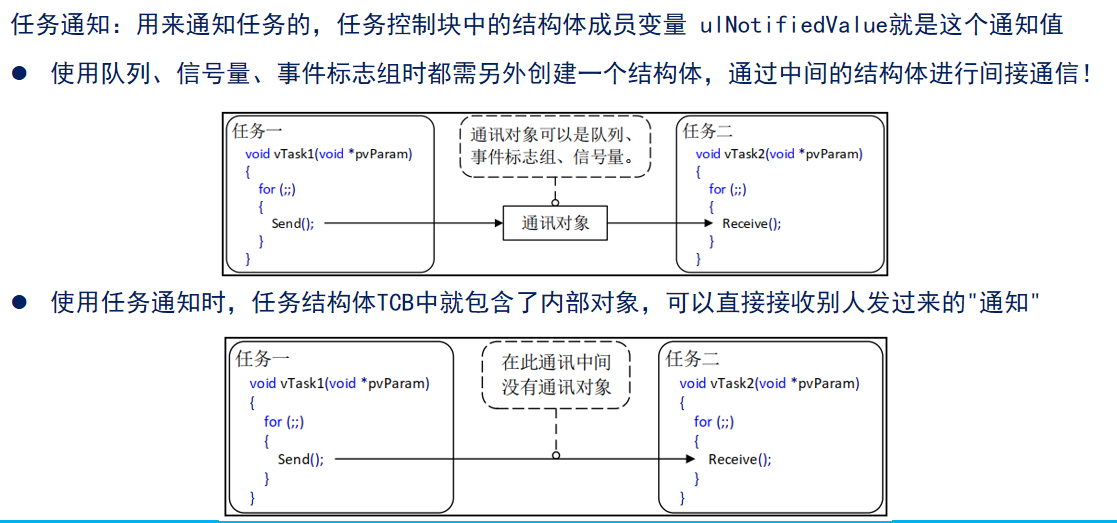 任务通知：用来通知任务的，任务控制块中的结构体成员变量 ulNotifiedValue就是这个通知值
● 使用队列、信号量、事件标志组时都需另外创建一个结构体，通过中间的结构体进行间接通信！
任务一
void vTask1(void *pvParam)
{
for (;;)
{
Send();
}
}
通讯对象可以是队列、
事件标志组、信号量。
通讯对象
任务二
void vTask2(void *pvParam)
{
for (;;)
{
Receive();
}
}
● 使用任务通知时，任务结构体TCB中就包含了内部对象，可以直接接收别人发过来的"通知"
任务一
void vTask1(void *pvParam)
{
for (;;)
{
Send();
}
}
在此通讯中间
没有通讯对象
任务二
void vTask2(void *pvParam)
{
for (;;)
{
Receive();
}
}